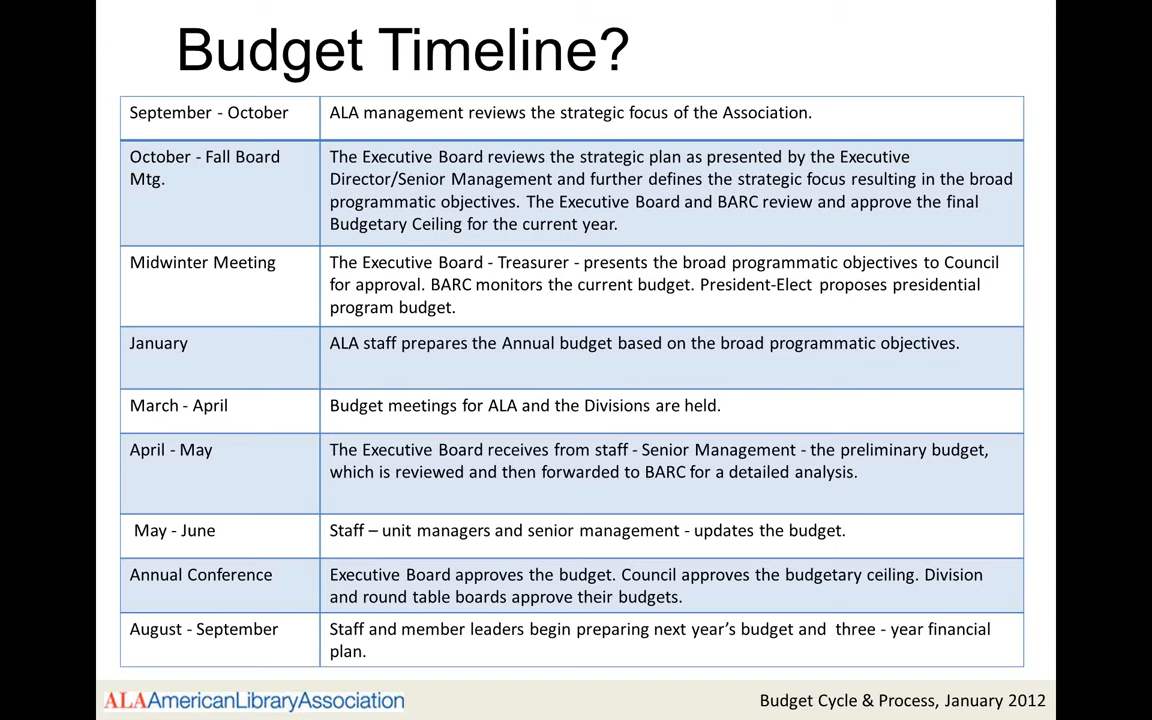 Budget Timeline?
September - October
ALA management reviews the strategic focus of the Association.
October - Fall Board
Mtg.
The Executive Board reviews the strategic plan as presented by the Executive
Director/Senior Management and further defines the strategic focus resulting in the broad
programmatic objectives. The Executive Board and BARC review and approve the final
Budgetary Ceiling for the current year.
Midwinter Meeting
The Executive Board - Treasurer - presents the broad programmatic objectives to Council
for approval. BARC monitors the current budget. President-Elect proposes presidential
program budget.
January
ALA staff prepares the Annual budget based on the broad programmatic objectives.
March - April
Budget meetings for ALA and the Divisions are held.
April - May
The Executive Board receives from staff - Senior Management - the preliminary budget,
which is reviewed and then forwarded to BARC for a detailed analysis.
May - June
Staff – unit managers and senior management - updates the budget.
Annual Conference
Executive Board approves the budget. Council approves the budgetary ceiling. Division
and round table boards approve their budgets.
August - September
Staff and member leaders begin preparing next year’s budget and three - year financial
plan.
ALAAmericanLibraryAssociation
Budget Cycle & Process, January 2012